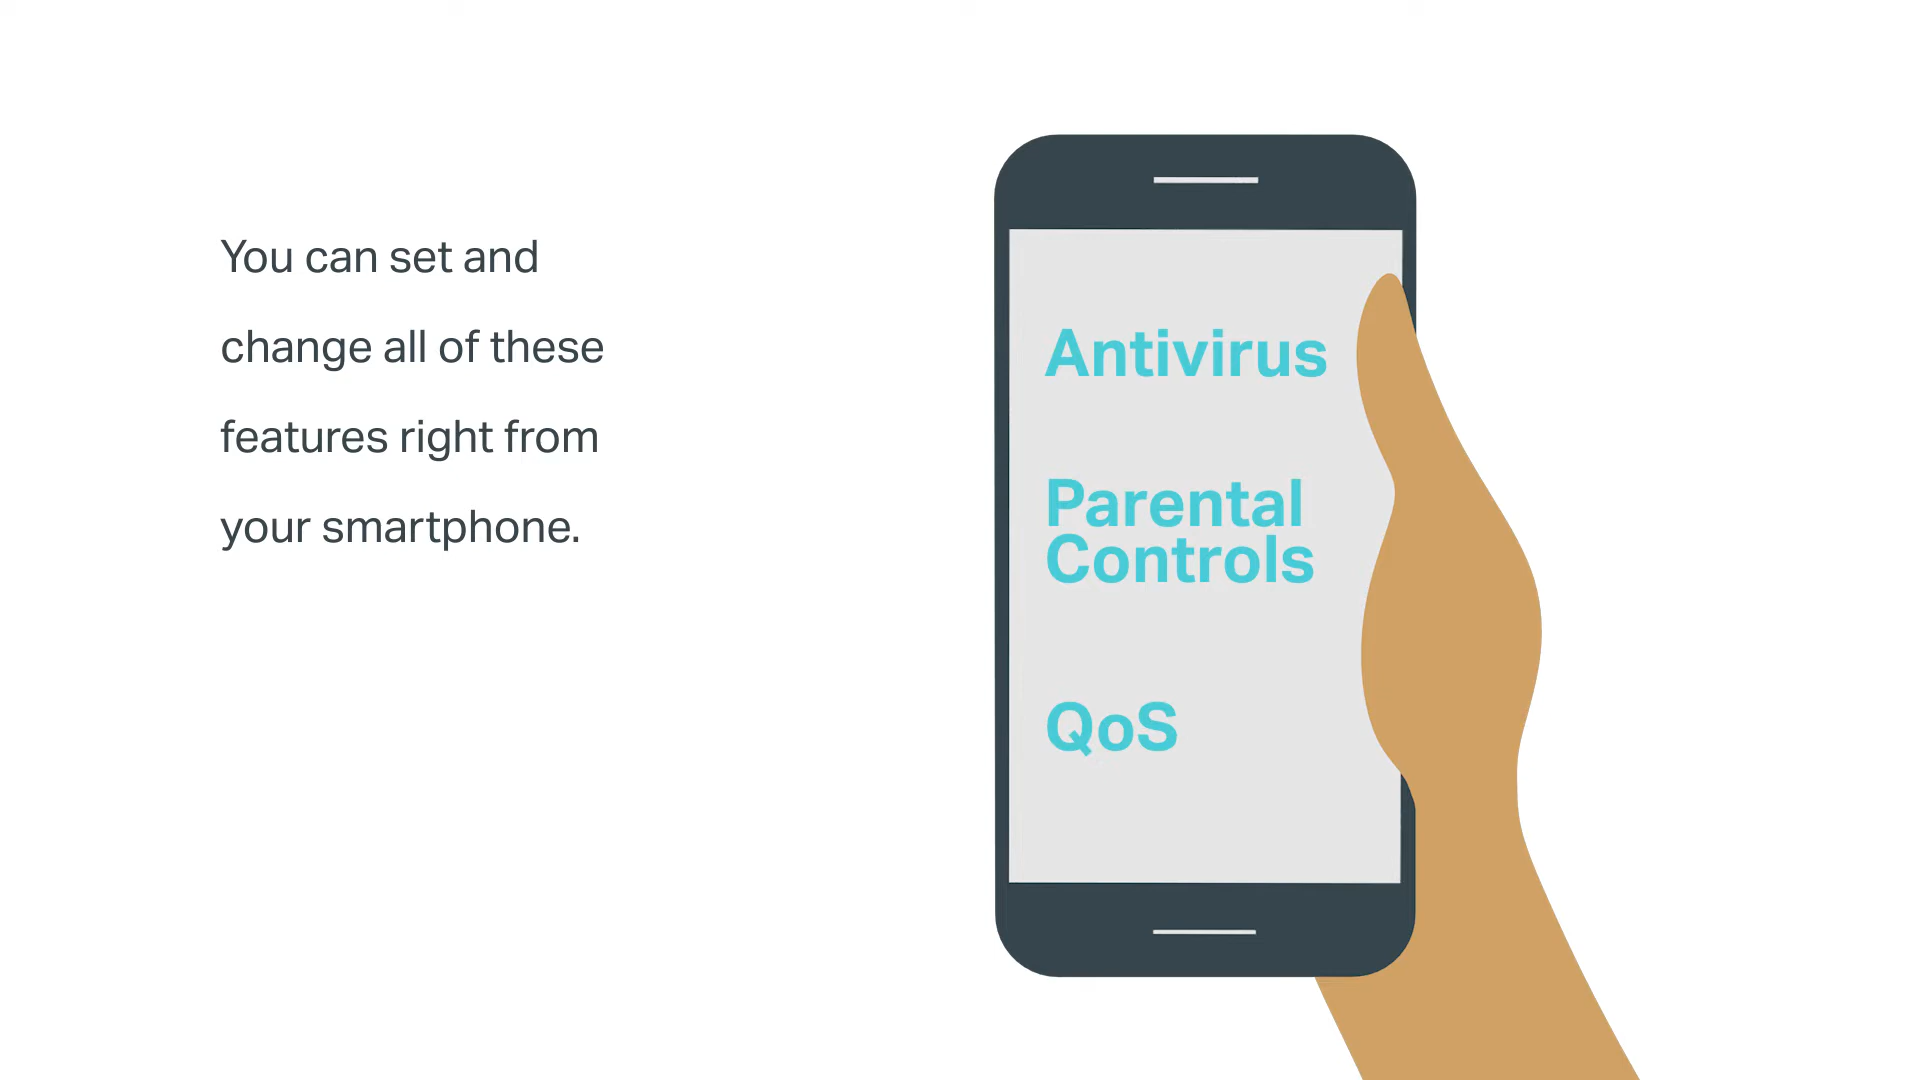 You can set and
change all of these
features right from
your smartphone.
Antivirus
Parental
Controls
QoS